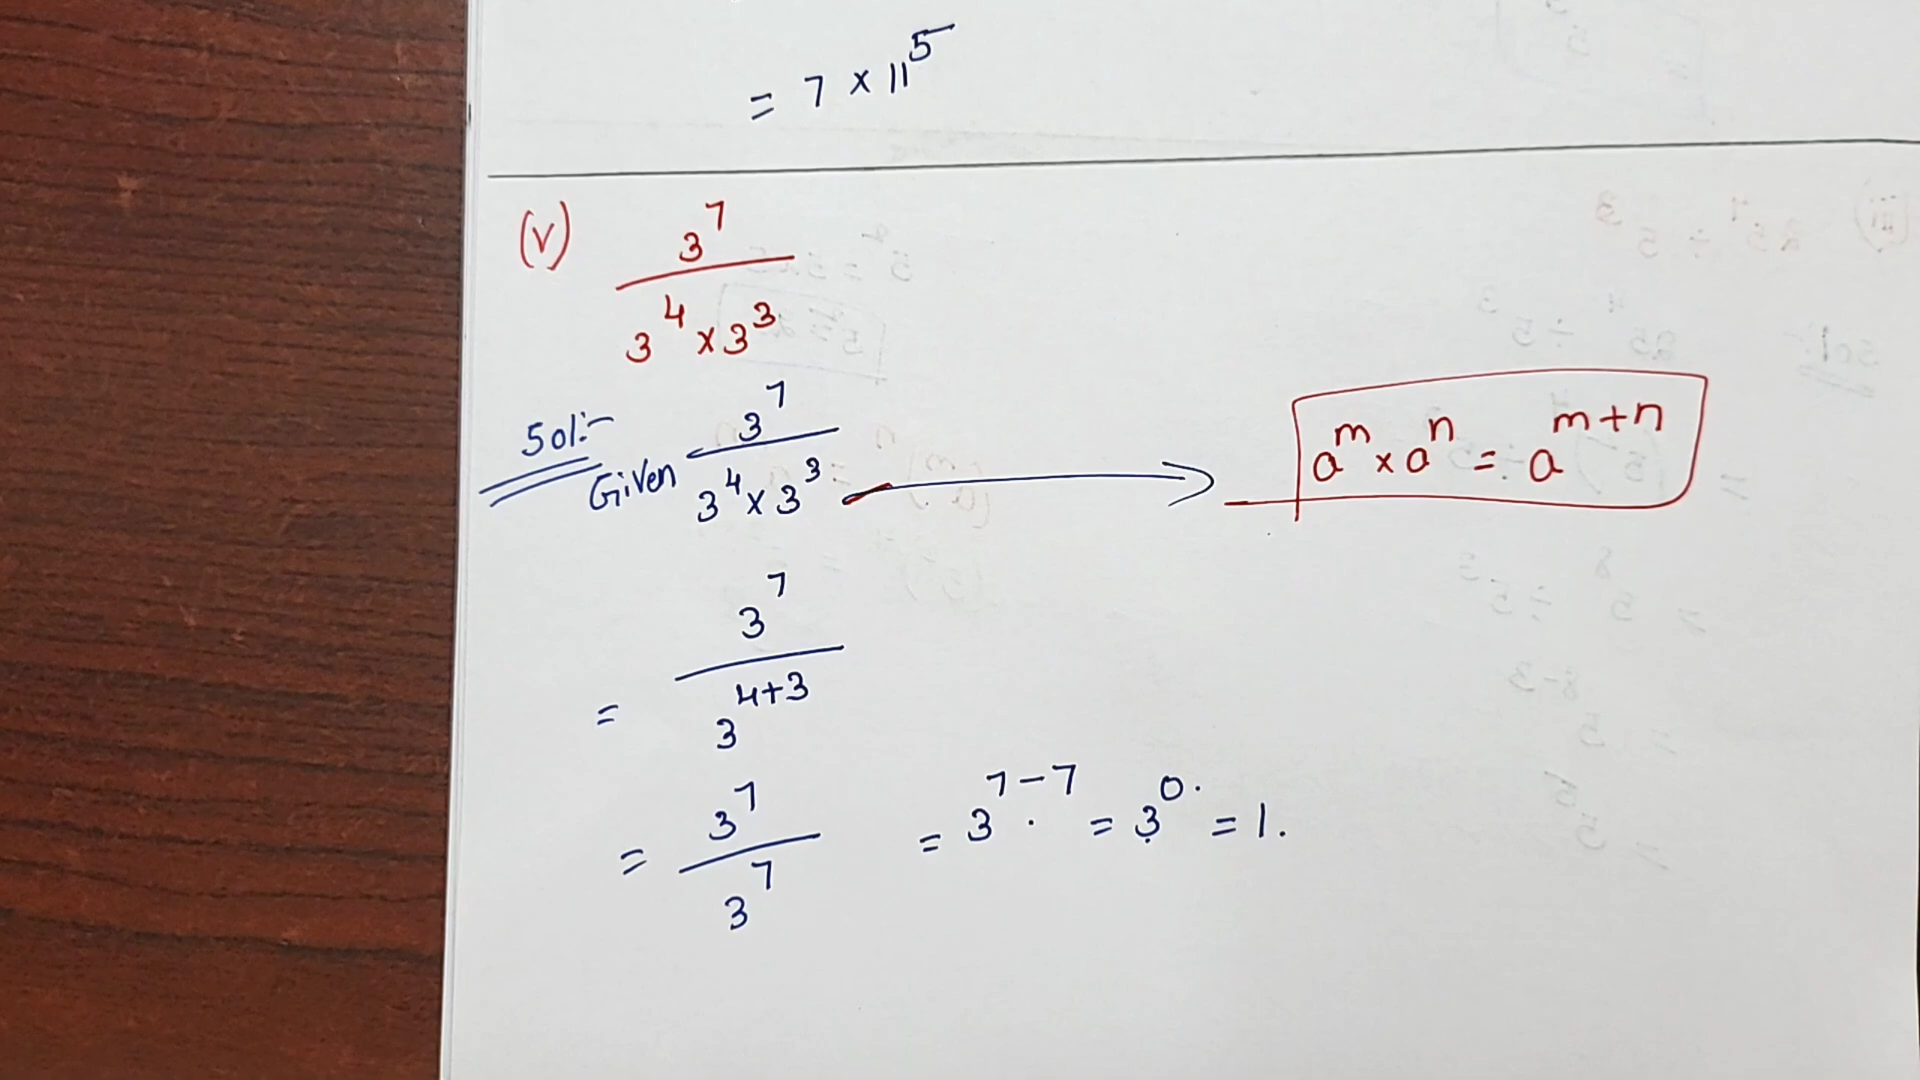 = 7 × 11^5
(v) 3^7 / (3^4 × 3^3)
Sol:- Given 3^7 / (3^4 × 3^3) → a^m × a^n = a^(m+n)
= 3^7 / 3^(4+3)
= 3^7 / 3^7 = 3^(7-7) = 3^0 = 1.